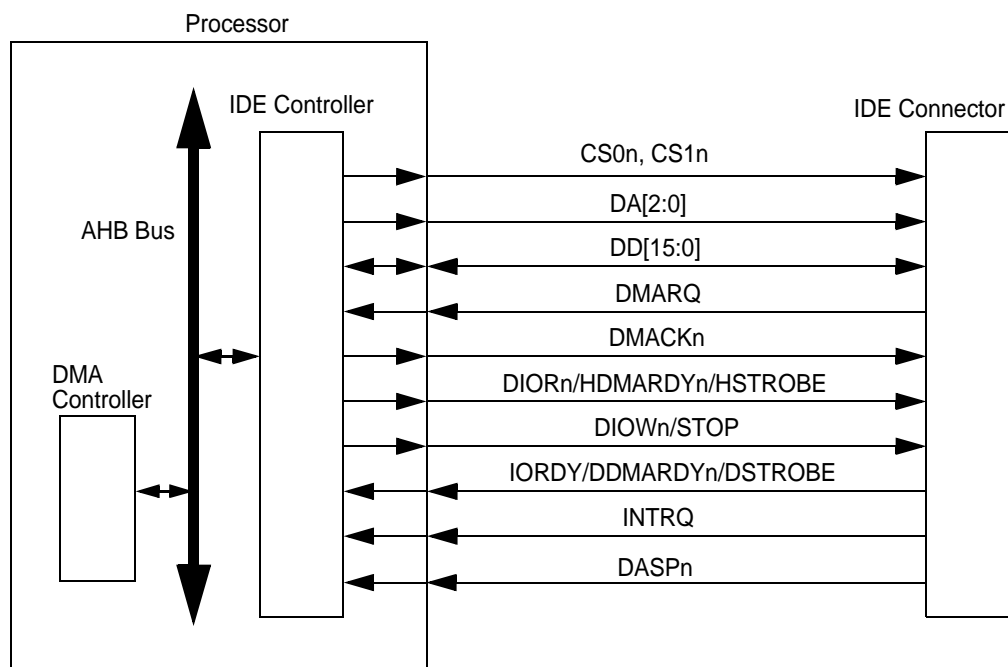 Processor
IDE Controller
IDE Connector
CS0n, CS1n
DA[2:0]
AHB Bus
DD[15:0]
DMARQ
DMACKn
DMA
Controller
DIORn/HDMARDYn/HSTROBE
DIOWn/STOP
IORDY/DDMARDYn/DSTROBE
INTRQ
DASPn